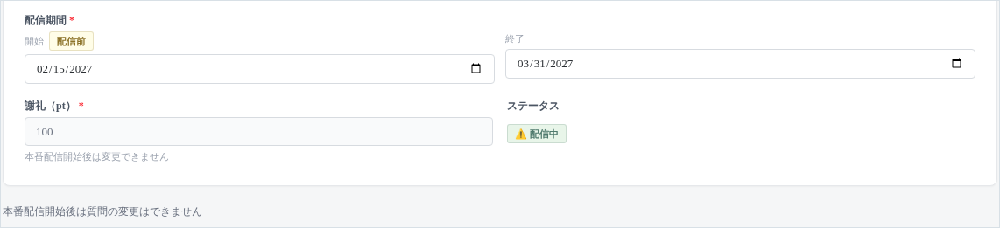 配信期間 *
開始 配信前
終了
02/15/2027
03/31/2027
謝礼（pt） *
ステータス
100
⚠️ 配信中
本番配信開始後は変更できません
本番配信開始後は質問の変更はできません